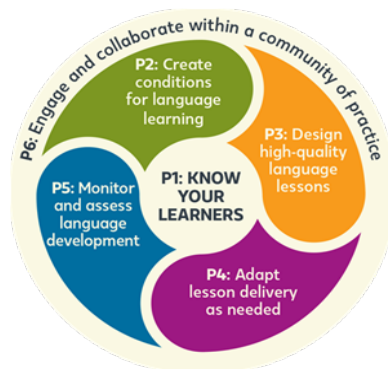 P6: Engage and collaborate within a community of practice
P2: Create
conditions
for language
learning
P3: Design
high-quality
language
lessons
P1: KNOW
YOUR
LEARNERS
P5: Monitor
and assess
language
development
P4: Adapt
lesson delivery
as needed